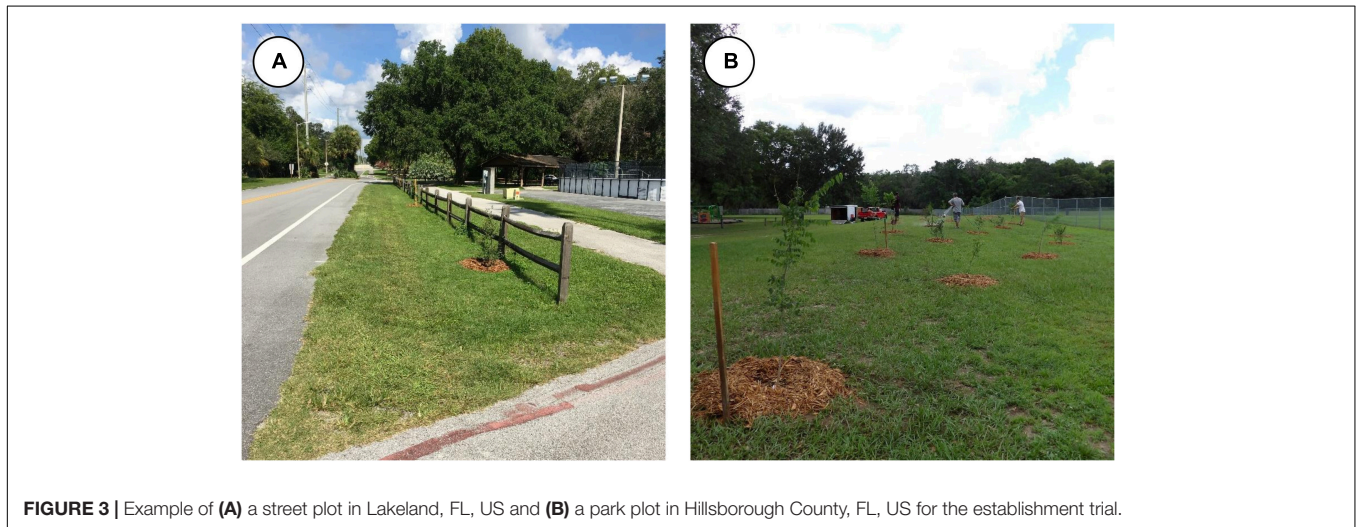 A
B
FIGURE 3 | Example of (A) a street plot in Lakeland, FL, US and (B) a park plot in Hillsborough County, FL, US for the establishment trial.